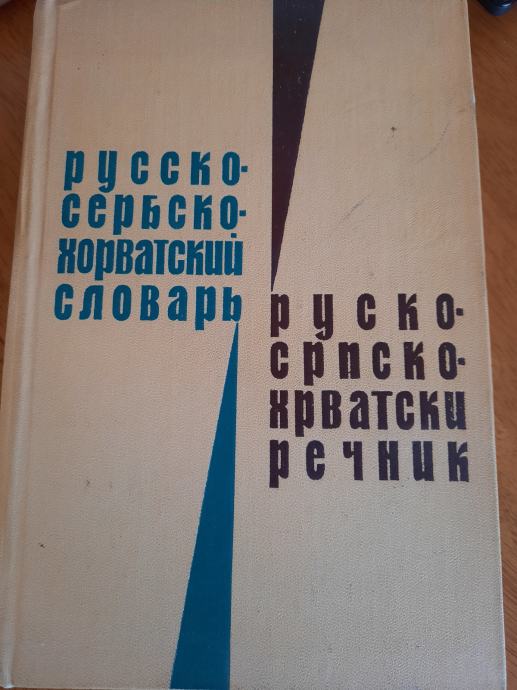 русско-
сербско-
хорватский
словарь
руско-
српско-
хрватски
речник